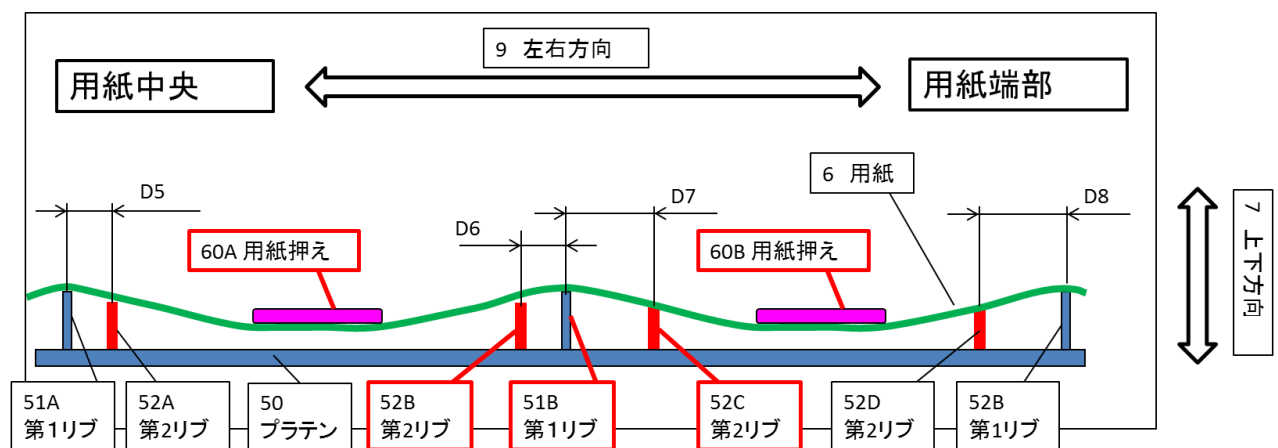 9 左右方向
用紙中央
用紙端部
6 用紙
D5
D7
D8
D6
60A 用紙押え
60B 用紙押え
7 上下方向
51A
第1リブ
52A
第2リブ
50
プラテン
52B
第2リブ
51B
第1リブ
52C
第2リブ
52D
第2リブ
52B
第1リブ